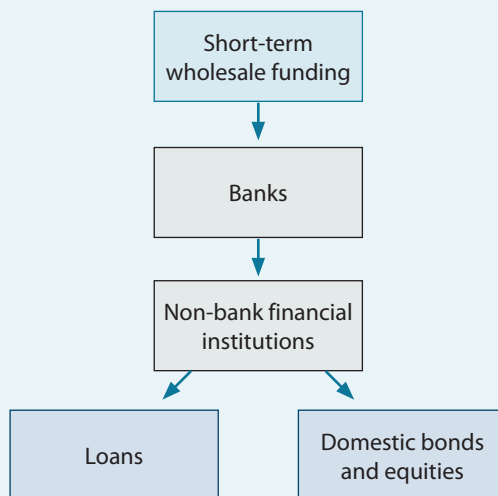 Short-term
wholesale funding
Banks
Non-bank financial
institutions
Loans
Domestic bonds
and equities